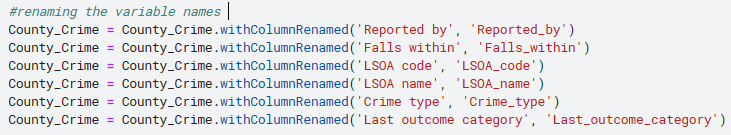 #renaming the variable names
County_Crime = County_Crime.withColumnRenamed('Reported by', 'Reported_by')
County_Crime = County_Crime.withColumnRenamed('Falls within', 'Falls_within')
County_Crime = County_Crime.withColumnRenamed('LSOA code', 'LSOA_code')
County_Crime = County_Crime.withColumnRenamed('LSOA name', 'LSOA_name')
County_Crime = County_Crime.withColumnRenamed('Crime type', 'Crime_type')
County_Crime = County_Crime.withColumnRenamed('Last outcome category', 'Last_outcome_category')